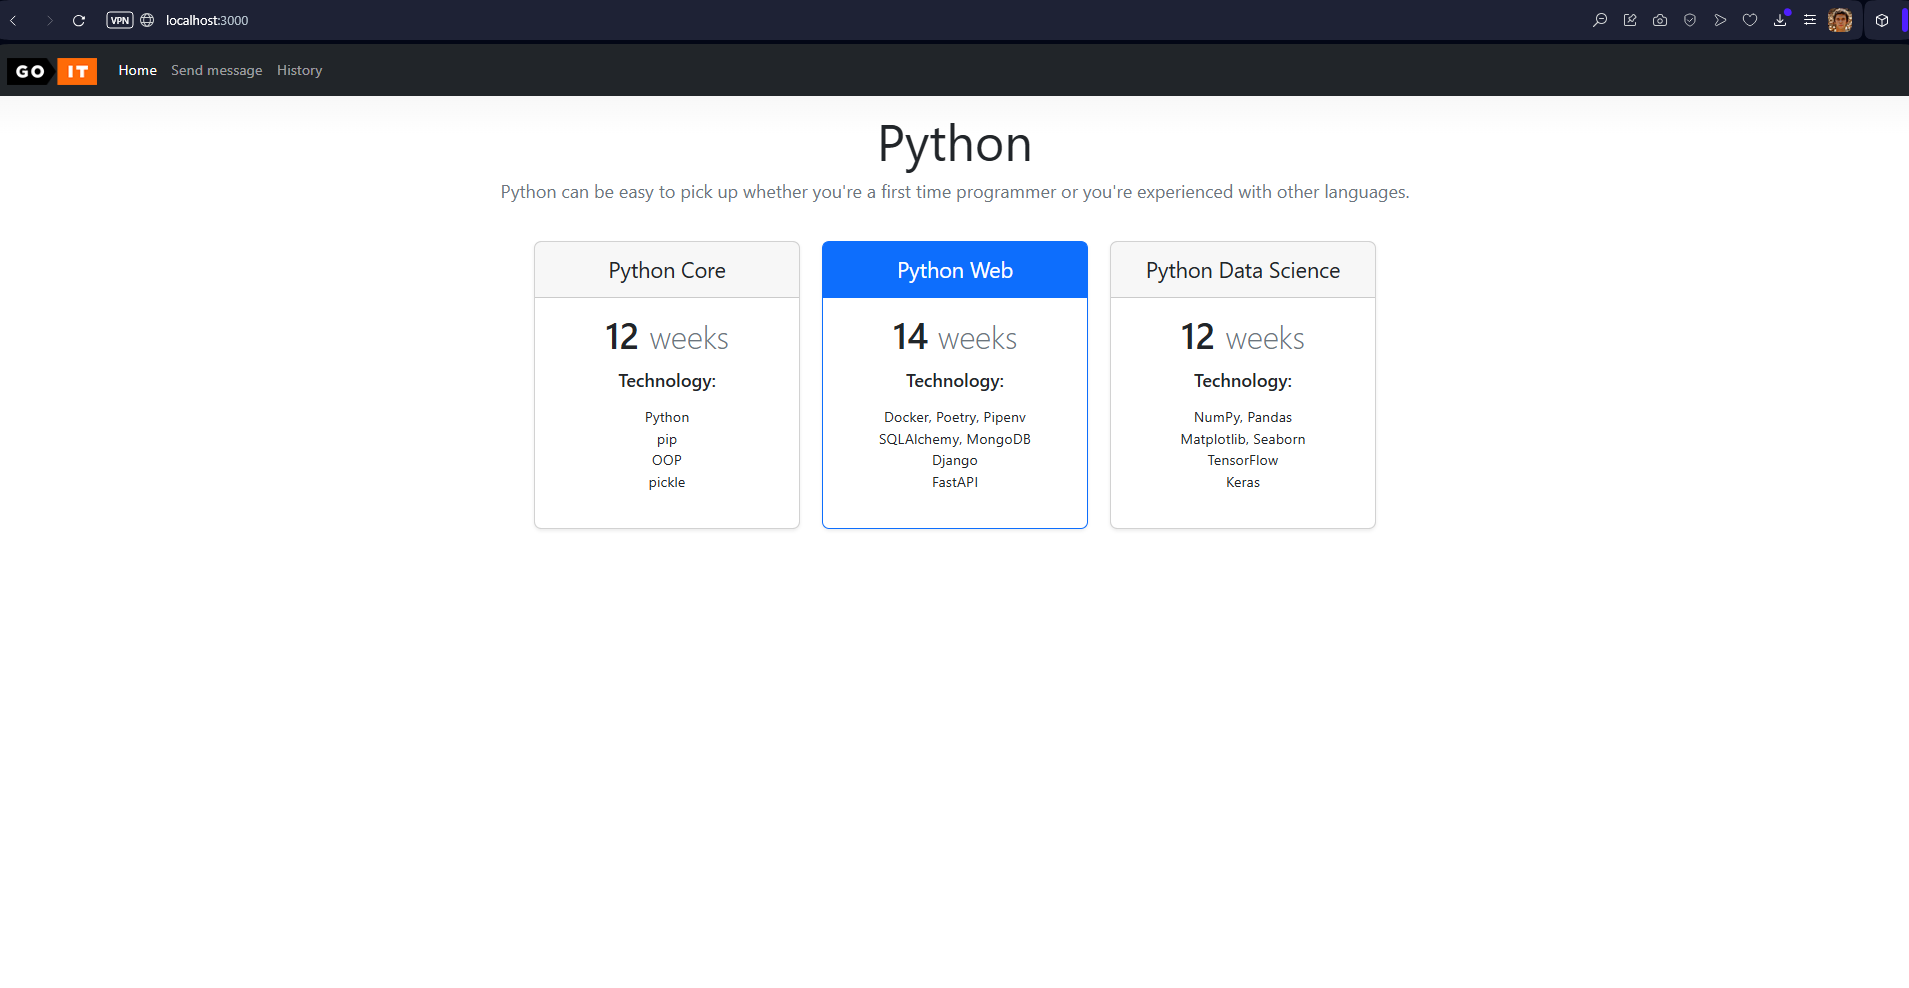 VPN localhost:3000
GO IT Home Send message History
Python
Python can be easy to pick up whether you're a first time programmer or you're experienced with other languages.
Python Core
12 weeks
Technology:
Python
pip
OOP
pickle
Python Web
14 weeks
Technology:
Docker, Poetry, Pipenv
SQLAlchemy, MongoDB
Django
FastAPI
Python Data Science
12 weeks
Technology:
NumPy, Pandas
Matplotlib, Seaborn
TensorFlow
Keras